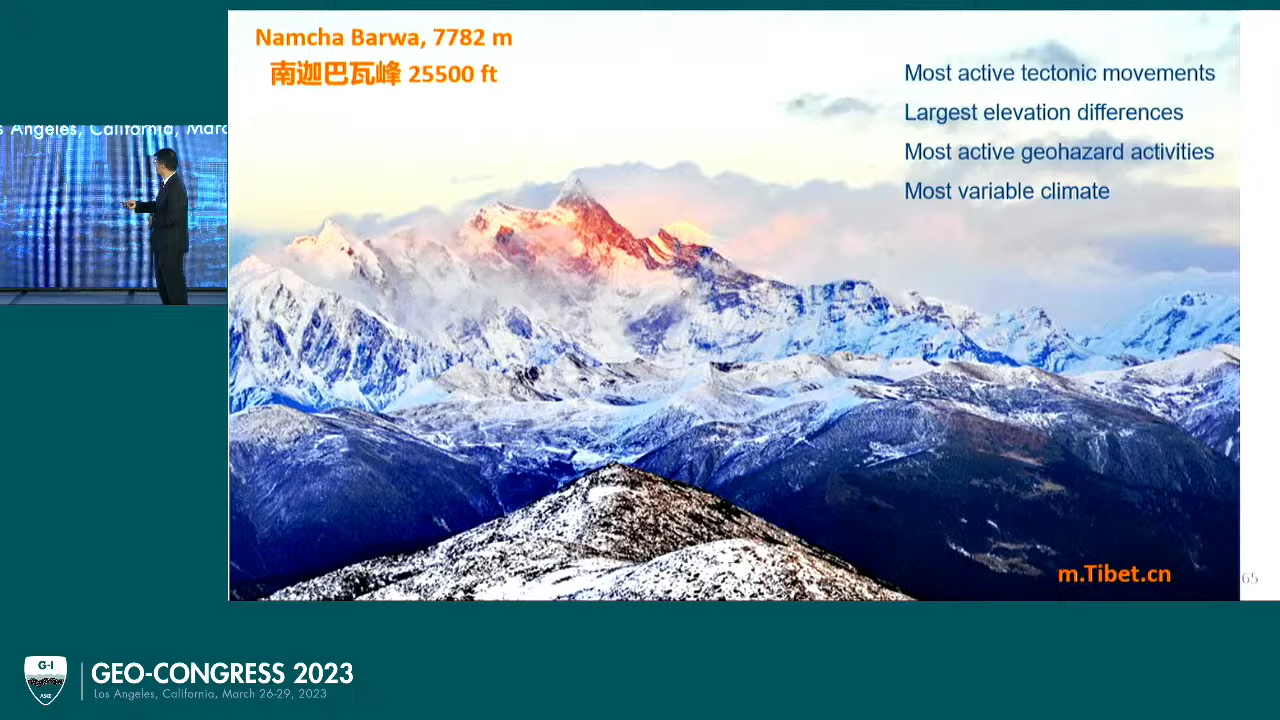 Namcha Barwa, 7782 m
南迦巴瓦峰 25500 ft
Most active tectonic movements
Largest elevation differences
Most active geohazard activities
Most variable climate
s Angeles, California, Marc
m.Tibet.cn
65
G-I
ASCE
GEO-CONGRESS 2023
Los Angeles, California, March 26-29, 2023